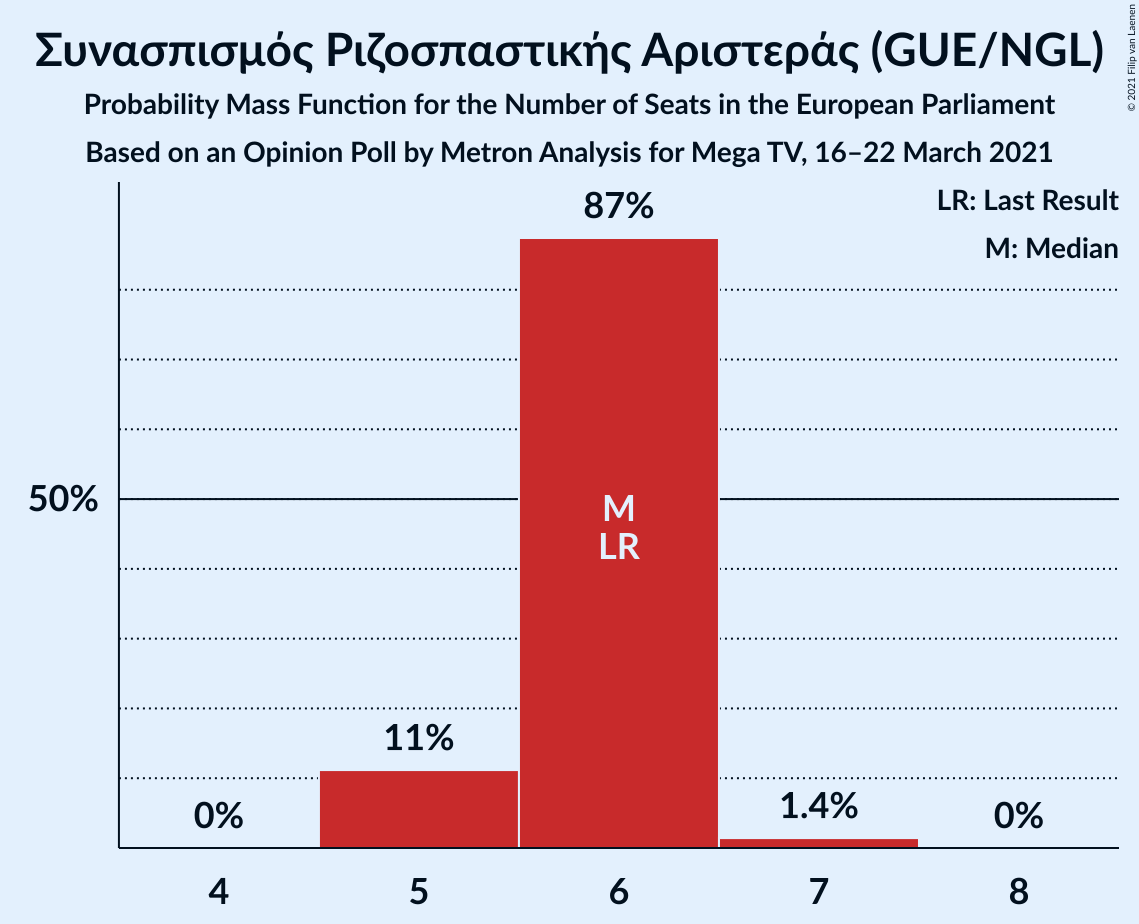 Συνασπισμός Ριζοσπαστικής Αριστεράς (GUE/NGL)
Probability Mass Function for the Number of Seats in the European Parliament
Based on an Opinion Poll by Metron Analysis for Mega TV, 16–22 March 2021
© 2021 Filip van Laenen
LR: Last Result
M: Median
87%
50%
M
LR
11%
0%
1.4%
0%
4 5 6 7 8